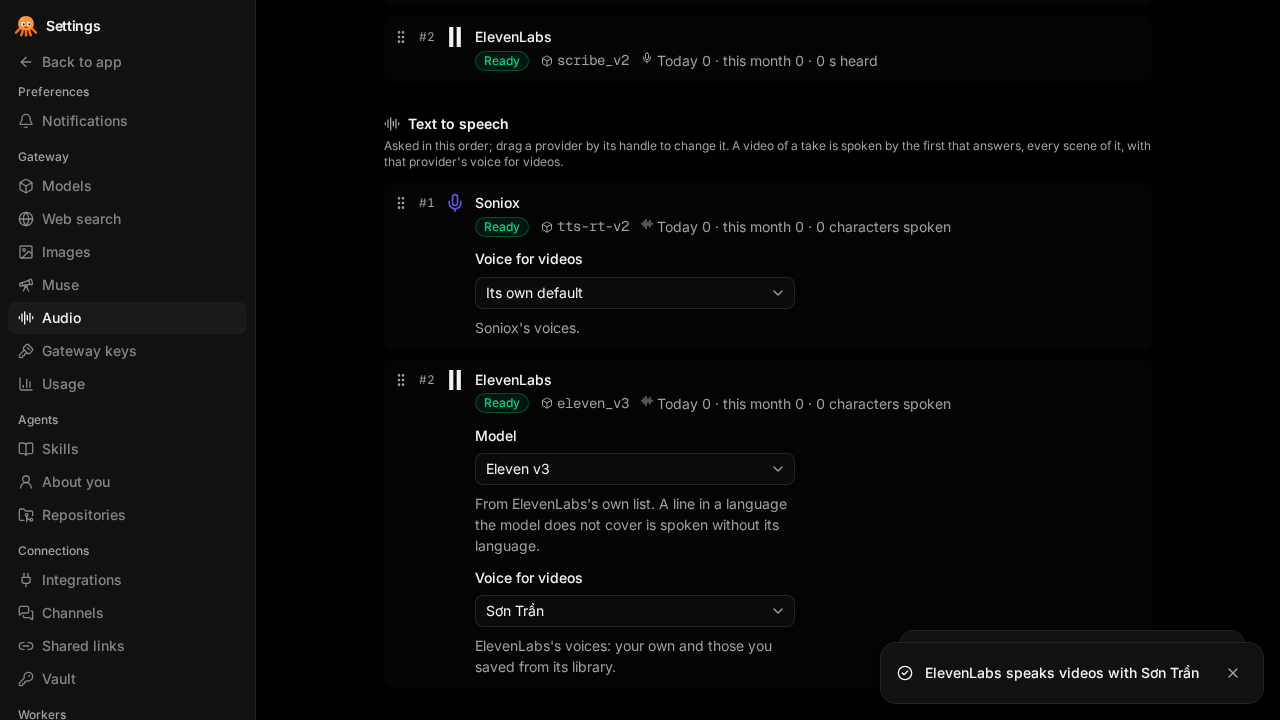 Settings
Back to app
Preferences
Notifications
Gateway
Models
Web search
Images
Muse
Audio
Gateway keys
Usage
Agents
Skills
About you
Repositories
Connections
Integrations
Channels
Shared links
Vault
Workers
#2
ElevenLabs
Ready scribe_v2 Today 0 · this month 0 · 0 s heard
Text to speech
Asked in this order; drag a provider by its handle to change it. A video of a take is spoken by the first that answers, every scene of it, with
that provider's voice for videos.
#1
Soniox
Ready tts-rt-v2 Today 0 · this month 0 · 0 characters spoken
Voice for videos
Its own default
Soniox's voices.
#2
ElevenLabs
Ready eleven_v3 Today 0 · this month 0 · 0 characters spoken
Model
Eleven v3
From ElevenLabs's own list. A line in a language
the model does not cover is spoken without its
language.
Voice for videos
Sơn Trần
ElevenLabs's voices: your own and those you
saved from its library.
ElevenLabs speaks videos with Sơn Trần